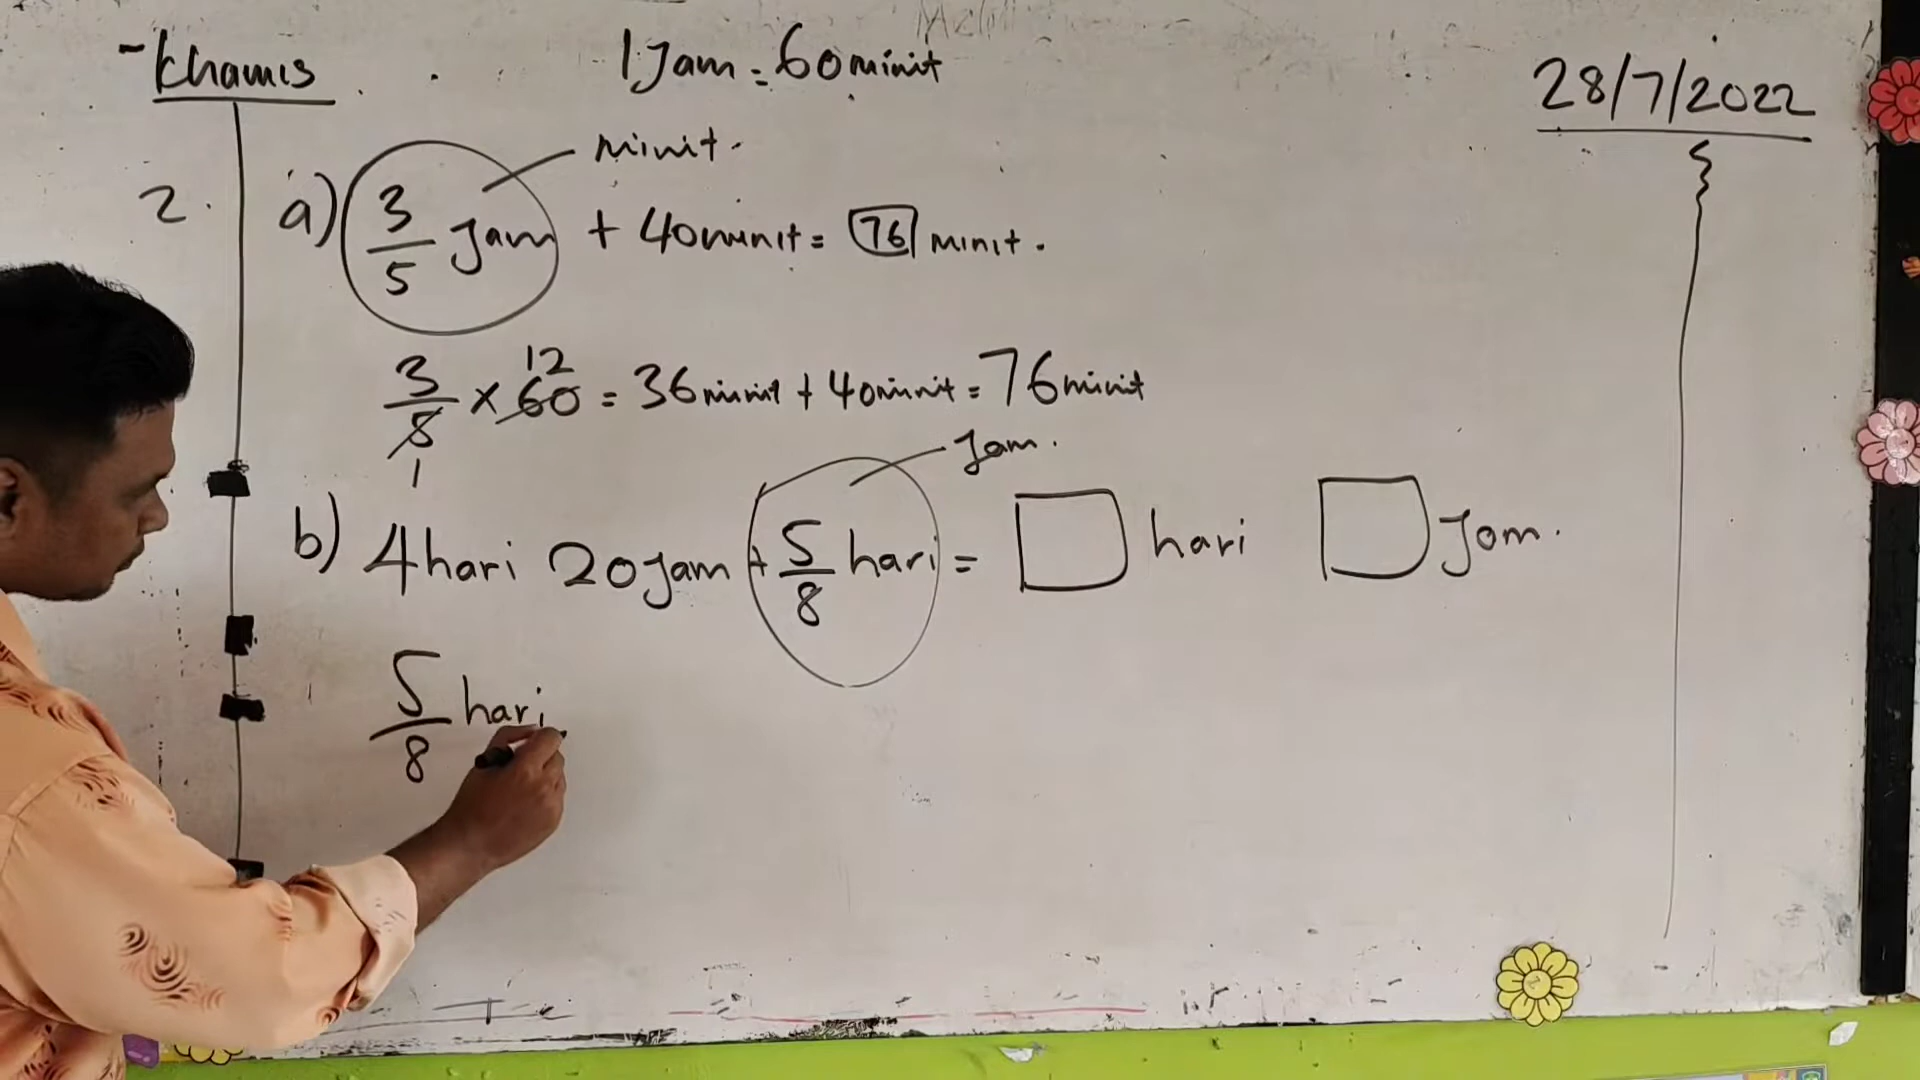 Khamis
1 Jam = 60 minit
28/7/2022
minit.
2. a) 3/5 Jam + 40 minit = 76 minit.
3/5 x 60 = 36 minit + 40 minit = 76 minit
12
1
Jam.
b) 4 hari 20 jam + 5/8 hari = □ hari □ Jam.
5/8 hari